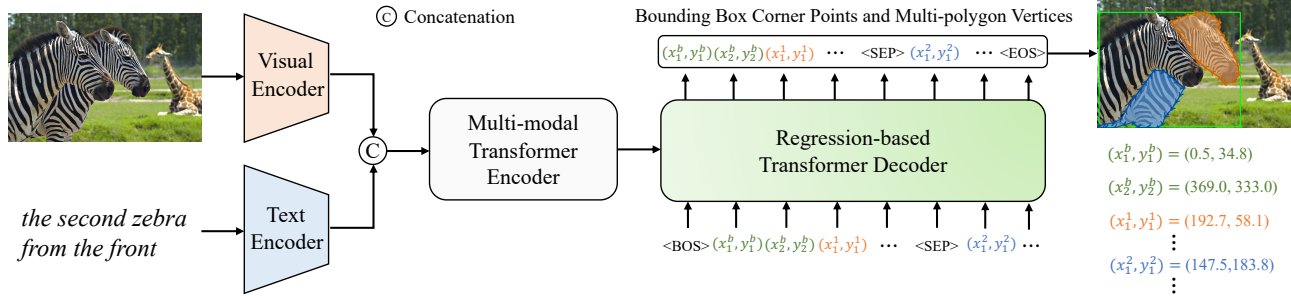 Ⓒ Concatenation
Bounding Box Corner Points and Multi-polygon Vertices
Visual
Encoder
(x₁ᵇ, y₁ᵇ)(x₂ᵇ, y₂ᵇ)(x₁¹, y₁¹) ··· <SEP> (x₁², y₁²) ··· <EOS>
C
Multi-modal
Transformer
Encoder
Regression-based
Transformer Decoder
the second zebra
from the front
Text
Encoder
<BOS>(x₁ᵇ, y₁ᵇ)(x₂ᵇ, y₂ᵇ)(x₁¹, y₁¹) ··· <SEP> (x₁², y₁²) ···
(x₁ᵇ, y₁ᵇ) = (0.5, 34.8)
(x₂ᵇ, y₂ᵇ) = (369.0, 333.0)
(x₁¹, y₁¹) = (192.7, 58.1)
⋮
(x₁², y₁²) = (147.5,183.8)
⋮